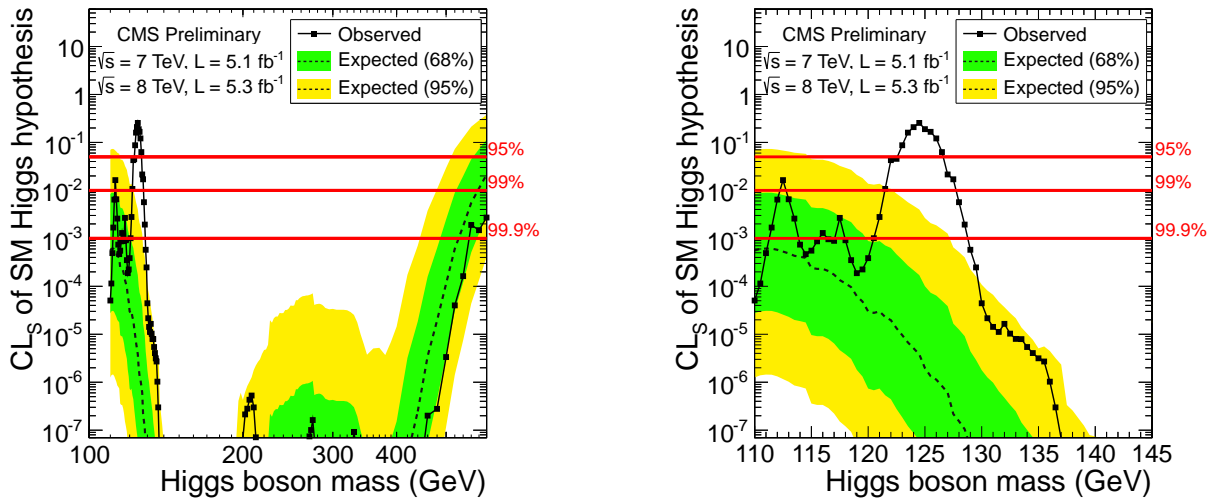 CL_S of SM Higgs hypothesis
10
1
10^-1
10^-2
10^-3
10^-4
10^-5
10^-6
10^-7
CMS Preliminary
√s = 7 TeV, L = 5.1 fb^-1
√s = 8 TeV, L = 5.3 fb^-1
Observed
Expected (68%)
Expected (95%)
95%
99%
99.9%
100 200 300 400
Higgs boson mass (GeV)
CL_S of SM Higgs hypothesis
10
1
10^-1
10^-2
10^-3
10^-4
10^-5
10^-6
10^-7
CMS Preliminary
√s = 7 TeV, L = 5.1 fb^-1
√s = 8 TeV, L = 5.3 fb^-1
Observed
Expected (68%)
Expected (95%)
95%
99%
99.9%
110 115 120 125 130 135 140 145
Higgs boson mass (GeV)